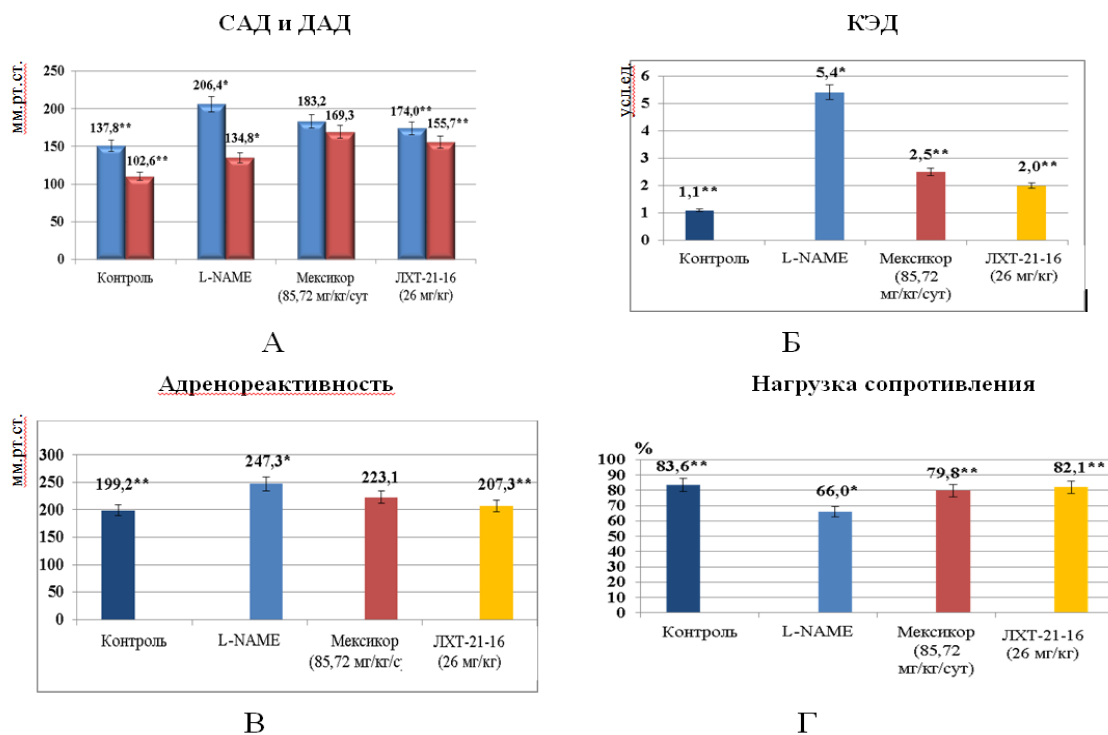 САД и ДАД
мм.рт.ст.
250
200
150
100
50
0
137,8**
102,6**
206,4*
134,8*
183,2
169,3
174,0**
155,7**
Контроль
L-NAME
Мексикор
(85,72 мг/кг/сут
ЛХТ-21-16
(26 мг/кг)
А
КЭД
усл.ед.
6
5
4
3
2
1
0
1,1**
5,4*
2,5**
2,0**
Контроль
L-NAME
Мексикор
(85,72
мг/кг/сут)
ЛХТ-21-16
(26 мг/кг)
Б
Адренореактивность
мм.рт.ст.
300
250
200
150
100
50
0
199,2**
247,3*
223,1
207,3**
Контроль
L-NAME
Мексикор
(85,72 мг/кг/су
ЛХТ-21-16
(26 мг/кг)
В
Нагрузка сопротивления
%
100
90
80
70
60
50
40
30
20
10
0
83,6**
66,0*
79,8**
82,1**
Контроль
L-NAME
Мексикор
(85,72
мг/кг/сут)
ЛХТ-21-16
(26 мг/кг)
Г